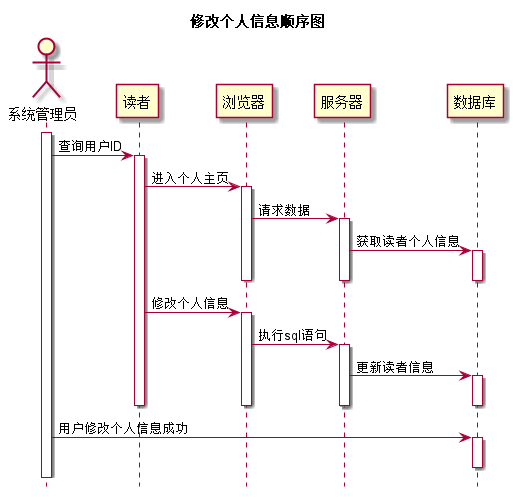 修改个人信息顺序图
系统管理员
读者
浏览器
服务器
数据库
查询用户ID
进入个人主页
请求数据
获取读者个人信息
修改个人信息
执行sql语句
更新读者信息
用户修改个人信息成功